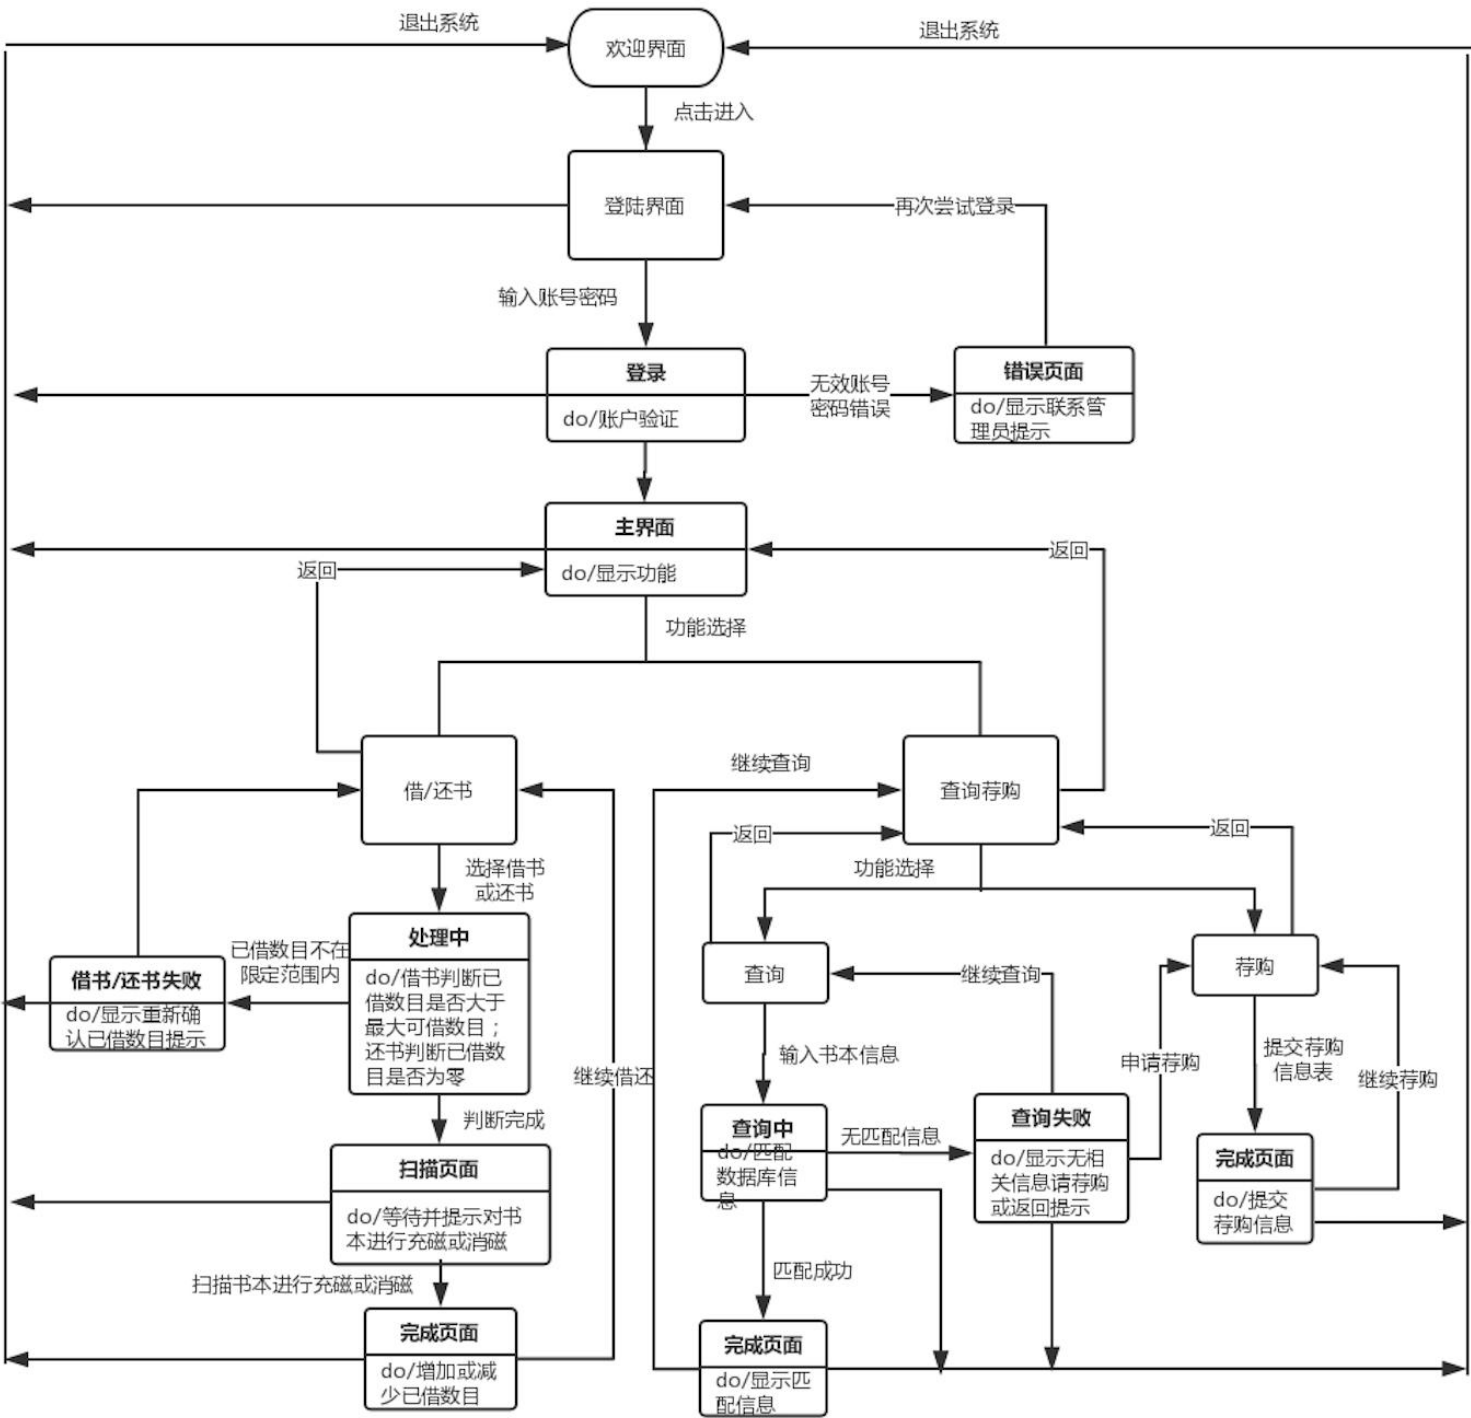 退出系统
退出系统
欢迎界面
点击进入
登陆界面
再次尝试登录
输入账号密码
登录
do/账户验证
无效账号
密码错误
错误页面
do/显示联系管
理员提示
主界面
do/显示功能
返回
返回
功能选择
借/还书
继续查询
查询荐购
返回
返回
功能选择
选择借书
或还书
处理中
do/借书判断已
借数目是否大于
最大可借数目；
还书判断已借数
目是否为零
已借数目不在
限定范围内
借书/还书失败
do/显示重新确
认已借数目提示
查询
继续查询
荐购
输入书本信息
申请荐购
提交荐购
信息表
继续荐购
继续借还
判断完成
查询中
do/匹配
数据库信
息
无匹配信息
查询失败
do/显示无相
关信息请荐购
或返回提示
完成页面
do/提交
荐购信息
扫描页面
do/等待并提示对书
本进行充磁或消磁
扫描书本进行充磁或消磁
匹配成功
完成页面
do/增加或减
少已借数目
完成页面
do/显示匹
配信息